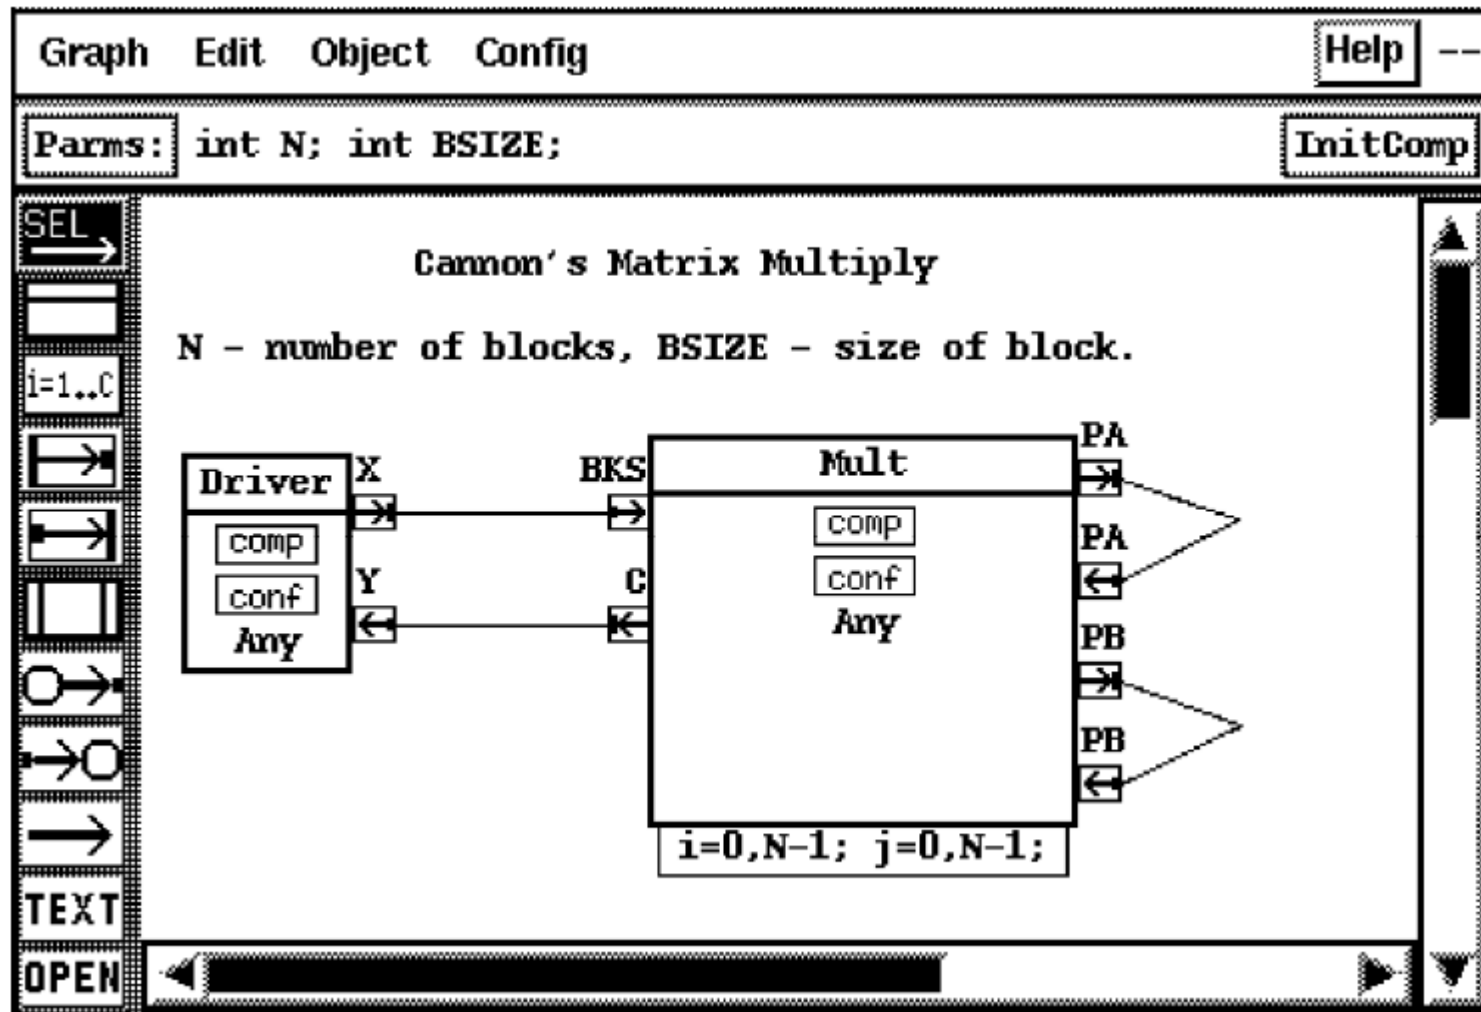 Graph Edit Object Config Help --
Parms: int N; int BSIZE; InitComp
SEL
Cannon's Matrix Multiply
N - number of blocks, BSIZE - size of block.
i=1..C
PA
Driver X BKS Mult
comp comp
PA
conf Y C conf
Any Any
PB
PB
i=0,N-1; j=0,N-1;
TEXT
OPEN